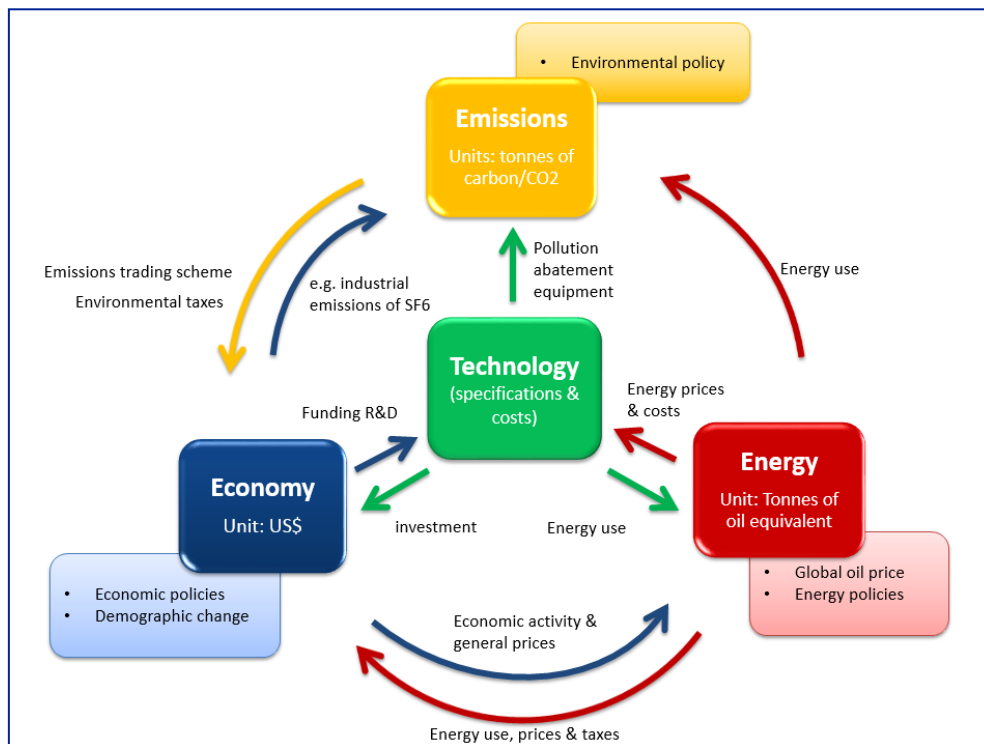 • Environmental policy
Emissions
Units: tonnes of
carbon/CO2
Emissions trading scheme
Environmental taxes
e.g. industrial
emissions of SF6
Pollution
abatement
equipment
Energy use
Technology
(specifications &
costs)
Funding R&D
Energy prices
& costs
Economy
Unit: US$
investment
Energy use
Energy
Unit: Tonnes of
oil equivalent
• Economic policies
• Demographic change
• Global oil price
• Energy policies
Economic activity &
general prices
Energy use, prices & taxes